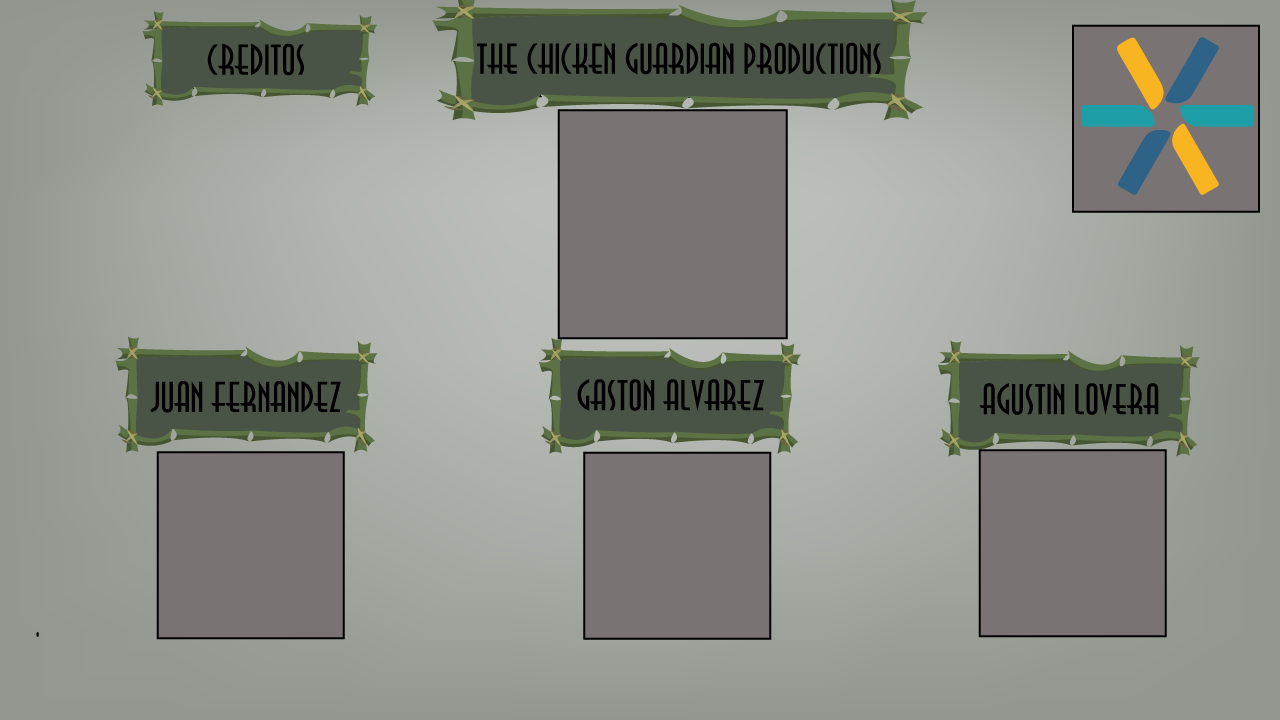 CREDITOS
THE CHICKEN GUARDIAN PRODUCTIONS
JUAN FERNANDEZ
GASTON ALVAREZ
AGUSTIN LOVERA